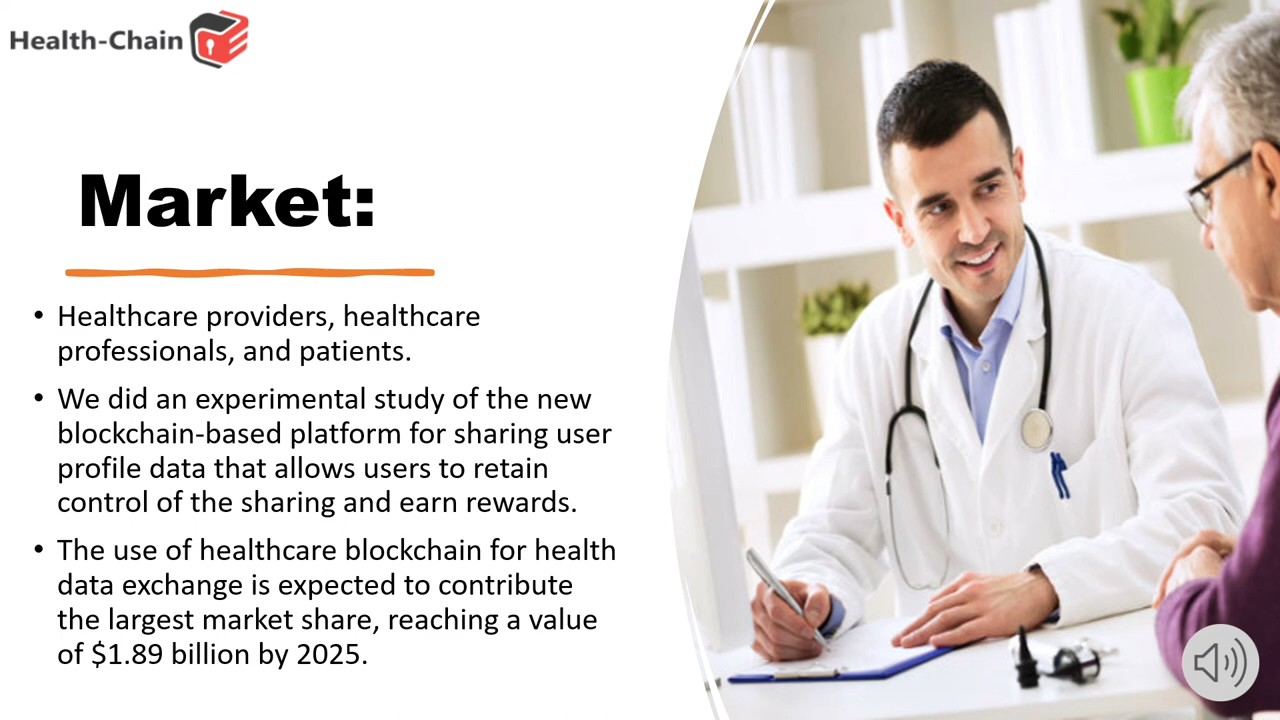 Health-Chain
Market:
• Healthcare providers, healthcare
professionals, and patients.
• We did an experimental study of the new
blockchain-based platform for sharing user
profile data that allows users to retain
control of the sharing and earn rewards.
• The use of healthcare blockchain for health
data exchange is expected to contribute
the largest market share, reaching a value
of $1.89 billion by 2025.